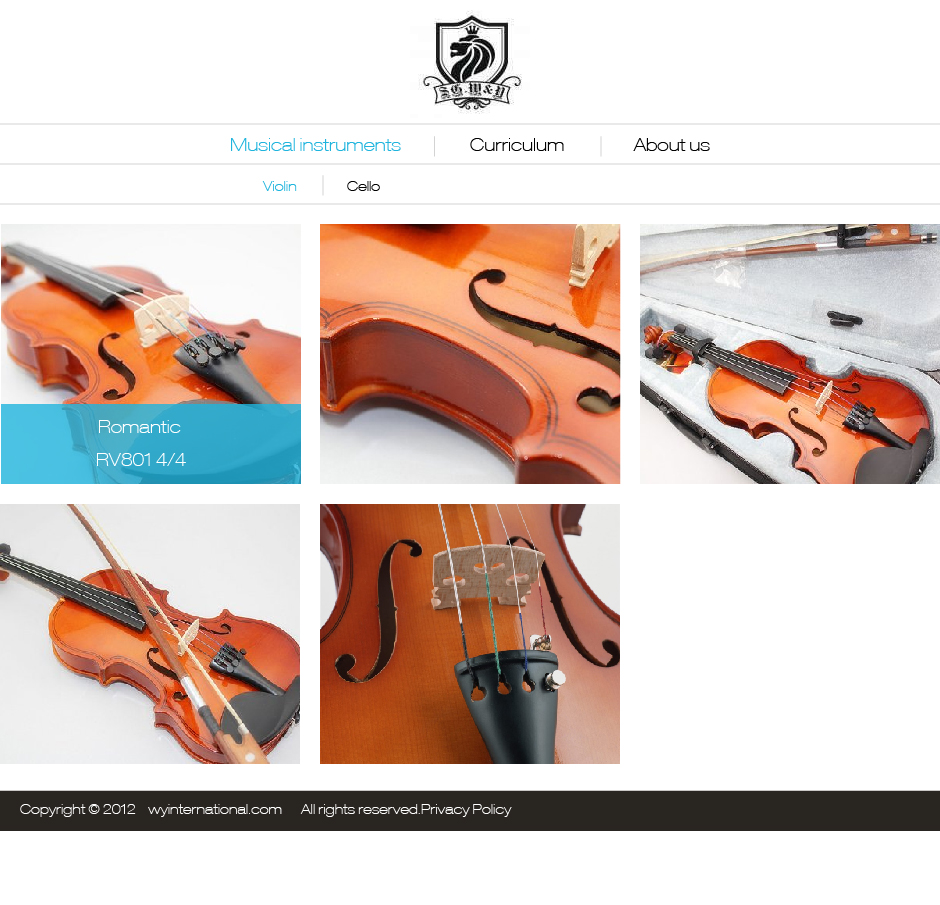 S.G.W&Y
Musical instruments
Curriculum
About us
Violin
Cello
Romantic
RV801 4/4
Copyright © 2012 wyinternational.com All rights reserved.Privacy Policy